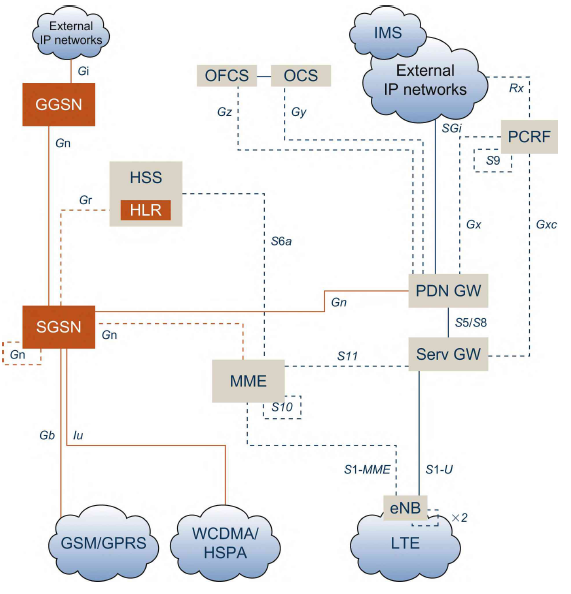 External
IP networks
IMS
External
IP networks
OFCS
OCS
Gi
Rx
GGSN
Gz
Gy
SGi
PCRF
Gn
S9
HSS
HLR
Gr
Gx
Gxc
S6a
PDN GW
Gn
SGSN
Gn
S5/S8
Gn
S11
Serv GW
MME
S10
Gb
Iu
S1-MME
S1-U
eNB
×2
GSM/GPRS
WCDMA/
HSPA
LTE